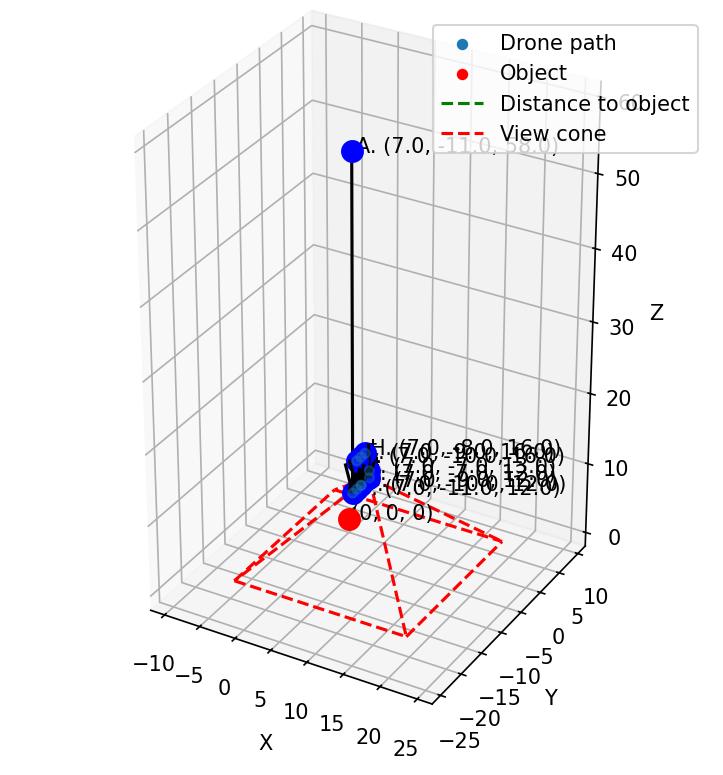 Drone path
Object
Distance to object
View cone
60
A. (7.0, -11.0, 58.0)
50
40
Z
30
20
H. (7.0, -8.0, 16.0)
10
(7.0, -11.0, 12.0)
(0, 0, 0)
0
10
5
0
−5
−10
−15
−20
−25
Y
−10
−5
0
5
10
15
20
25
X